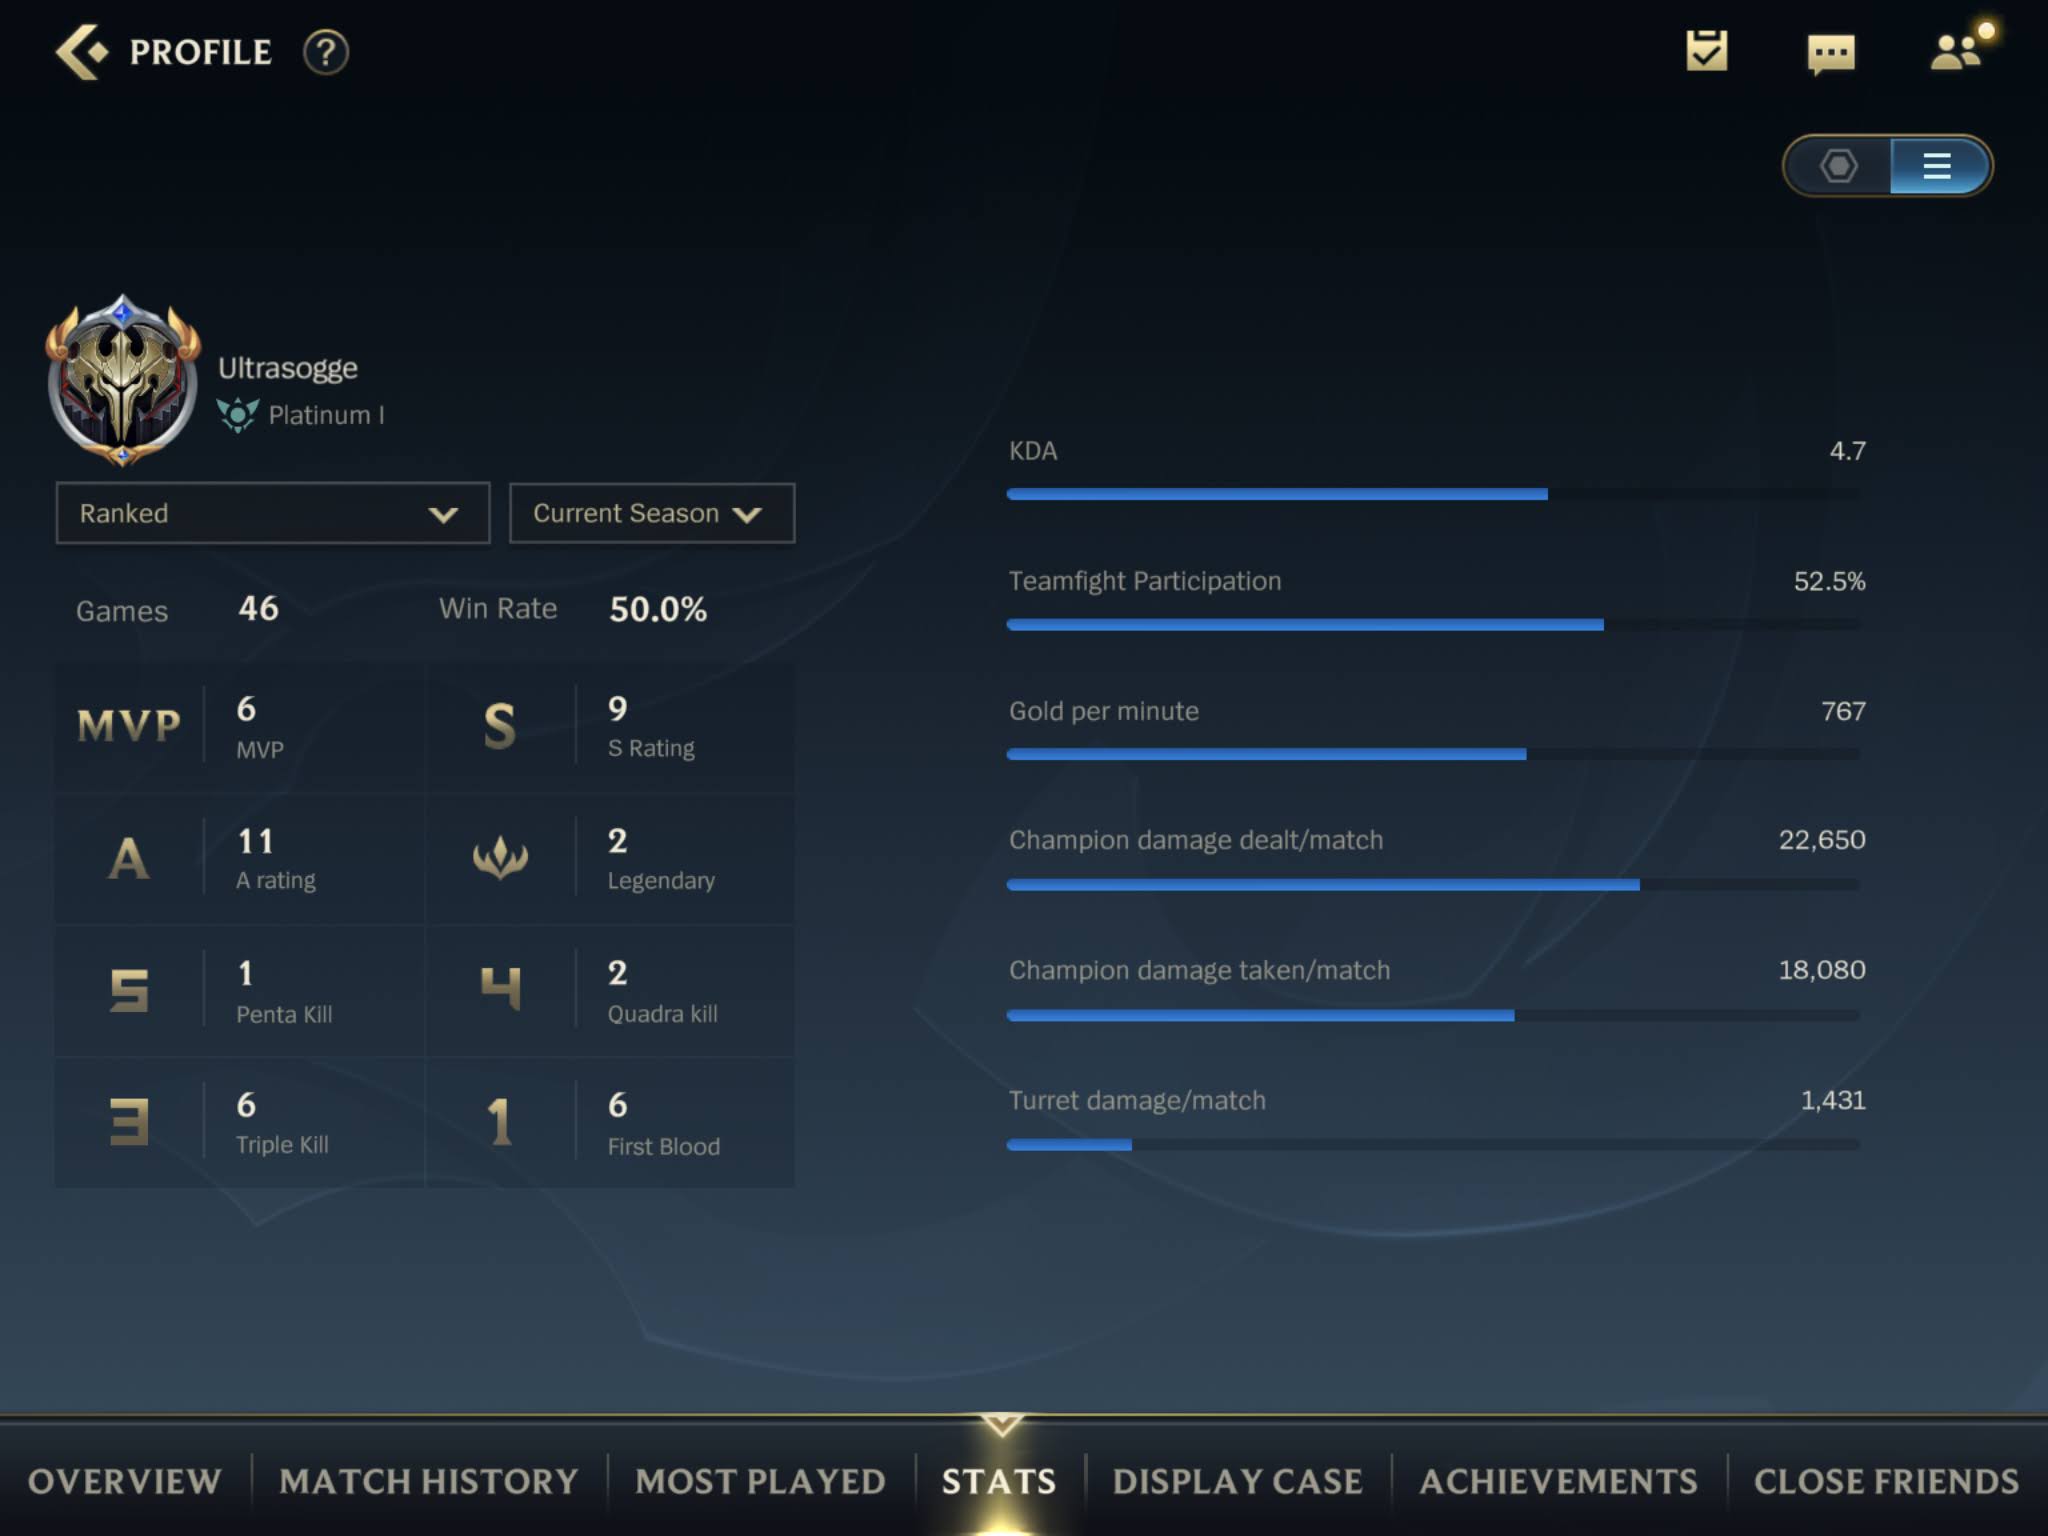 PROFILE ?
Ultrasogge
Platinum I
Ranked
Current Season
Games 46
Win Rate 50.0%
MVP 6 MVP
S 9 S Rating
A 11 A rating
2 Legendary
5 1 Penta Kill
4 2 Quadra kill
3 6 Triple Kill
1 6 First Blood
KDA 4.7
Teamfight Participation 52.5%
Gold per minute 767
Champion damage dealt/match 22,650
Champion damage taken/match 18,080
Turret damage/match 1,431
OVERVIEW
MATCH HISTORY
MOST PLAYED
STATS
DISPLAY CASE
ACHIEVEMENTS
CLOSE FRIENDS